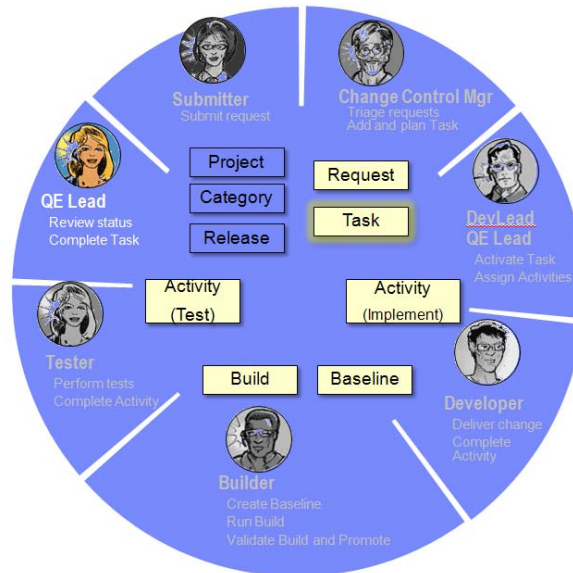 Submitter
Submit request
Change Control Mgr
Triage requests
Add and plan Task
QE Lead
Review status
Complete Task
Project
Category
Release
Request
Task
DevLead
QE Lead
Activate Task
Assign Activities
Activity
(Test)
Activity
(Implement)
Tester
Perform tests
Complete Activity
Build
Baseline
Developer
Deliver change
Complete
Activity
Builder
Create Baseline
Run Build
Validate Build and Promote